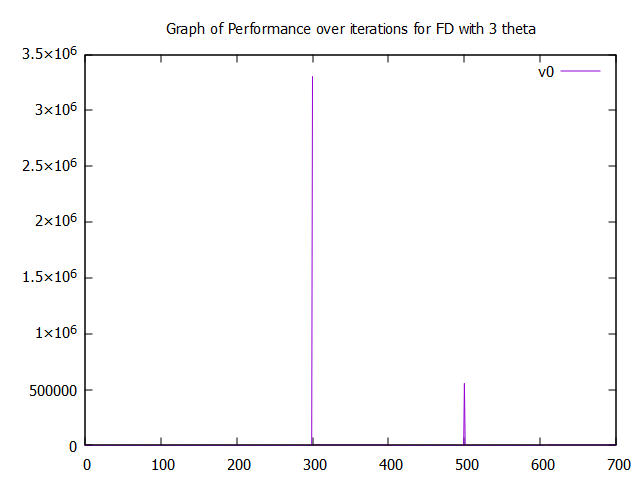 Graph of Performance over iterations for FD with 3 theta
v0
3.5×10⁶
3×10⁶
2.5×10⁶
2×10⁶
1.5×10⁶
1×10⁶
500000
0
0 100 200 300 400 500 600 700